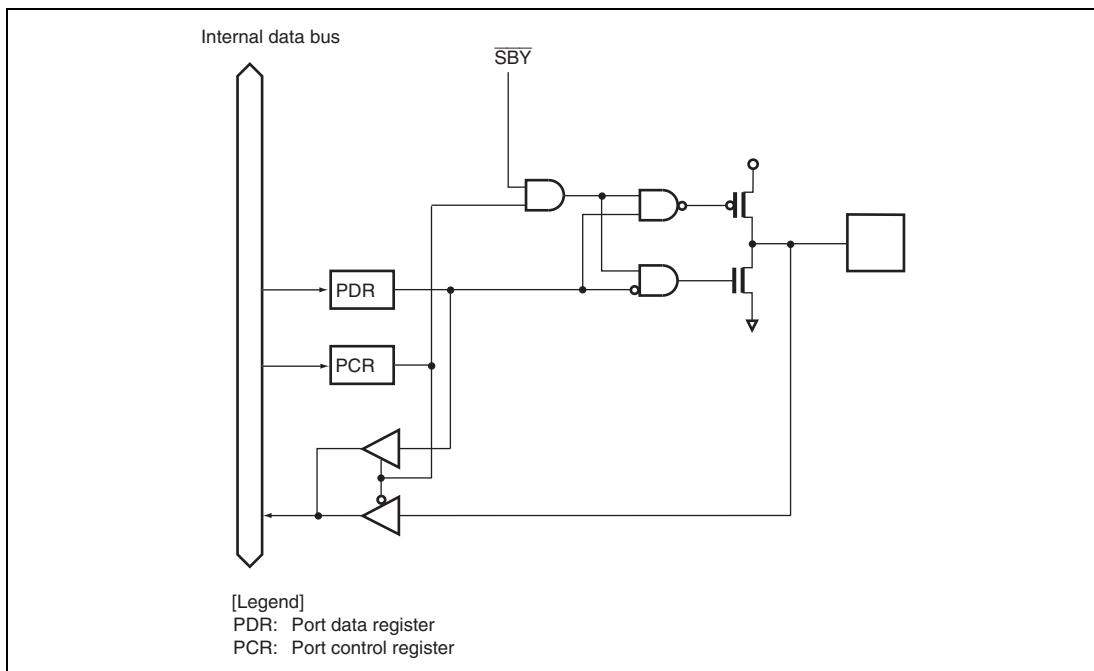 Internal data bus
SBY
PDR
PCR
[Legend]
PDR: Port data register
PCR: Port control register